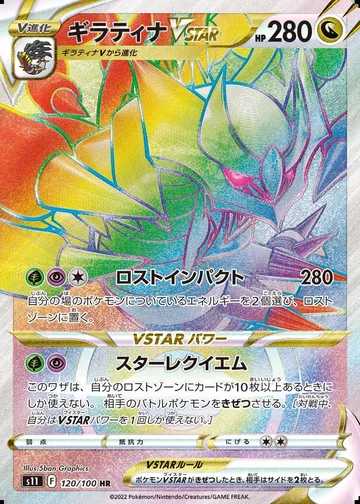 V進化
ギラティナVSTAR
HP 280
ギラティナVから進化
ロストインパクト 280
自分の場のポケモンについているエネルギーを2個選び、ロストゾーンに置く。
VSTARパワー
スターレクイエム
このワザは、自分のロストゾーンにカードが10枚以上あるときにしか使えない。相手のバトルポケモンをきぜつさせる。[対戦中、自分はVSTARパワーを1回しか使えない。]
弱点 抵抗力 にげる
Illus.5ban Graphics
VSTARルール
s11 F 120/100 HR
ポケモンVSTARがきぜつしたとき、相手はサイドを2枚とる。
©2022 Pokémon/Nintendo/Creatures/GAME FREAK.